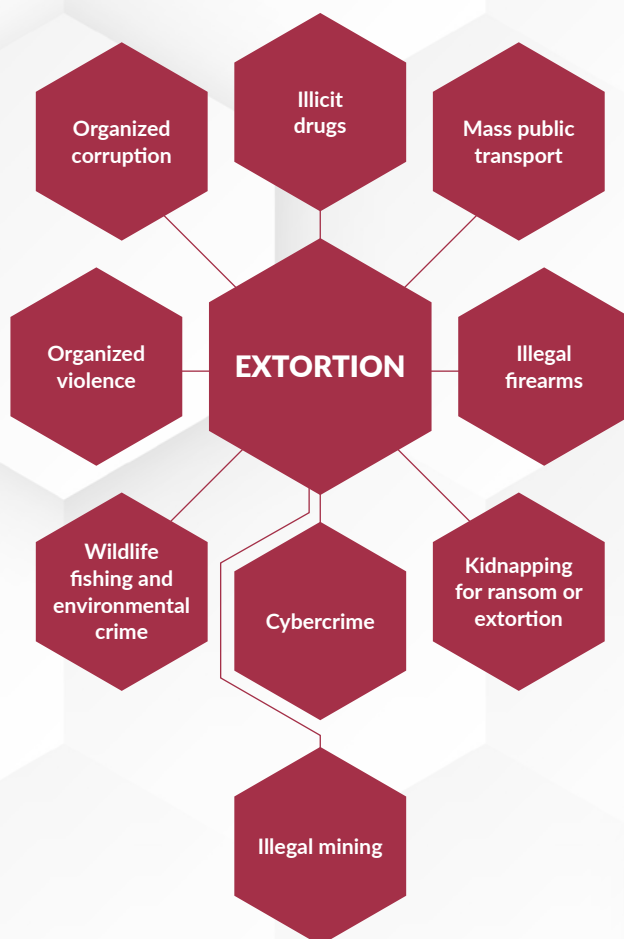 Illicit
drugs
Organized
corruption
Mass public
transport
Organized
violence
EXTORTION
Illegal
firearms
Wildlife
fishing and
environmental
crime
Cybercrime
Kidnapping
for ransom or
extortion
Illegal mining